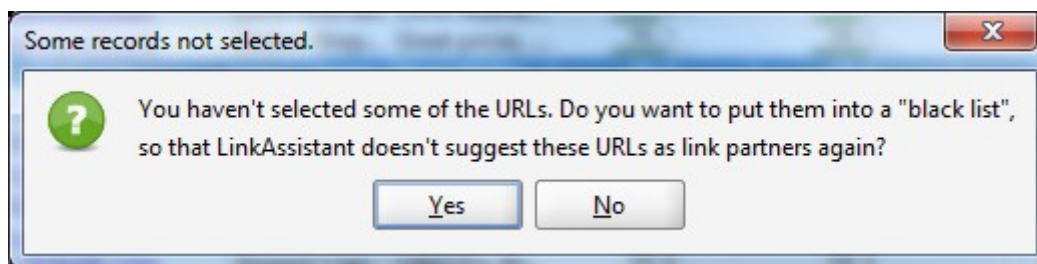 Some records not selected.
You haven't selected some of the URLs. Do you want to put them into a "black list",
so that LinkAssistant doesn't suggest these URLs as link partners again?
Yes
No